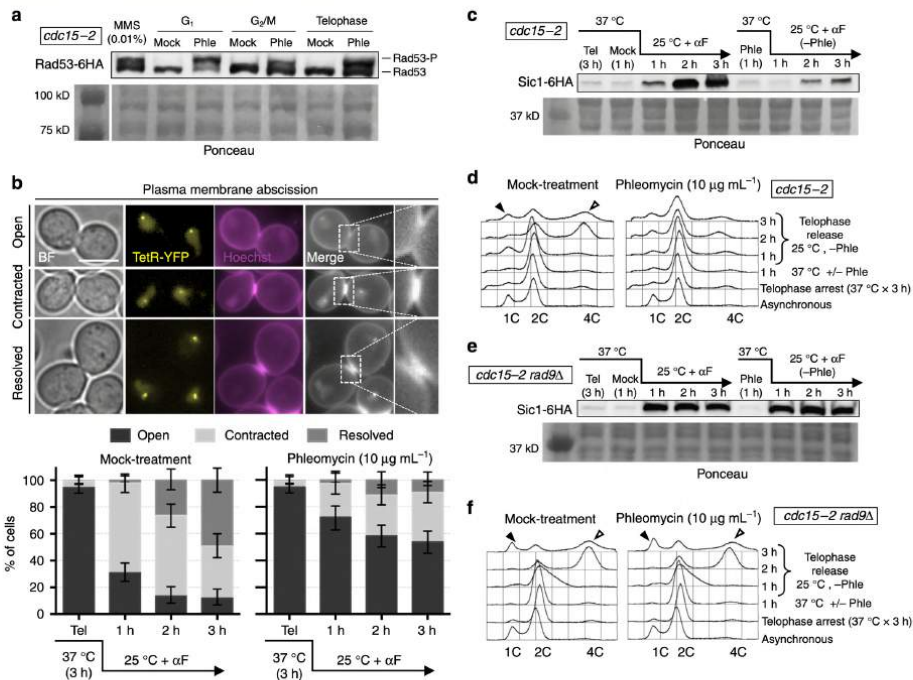 a
cdc15–2
MMS
(0.01%)
G1
G2/M
Telophase
Mock Phle Mock Phle Mock Phle
Rad53-6HA
Rad53-P
Rad53
100 kD
75 kD
Ponceau
b
Plasma membrane abscission
Open
BF
TetR-YFP
Hoechst
Merge
Contracted
Resolved
Open Contracted Resolved
Mock-treatment
Phleomycin (10 µg mL−1)
% of cells
100
80
60
40
20
0
Tel 1 h 2 h 3 h
Tel 1 h 2 h 3 h
37 °C
(3 h)
25 °C + αF
37 °C
(3 h)
25 °C + αF
c
cdc15–2
37 °C
25 °C + αF
37 °C
25 °C + αF
(–Phle)
Tel
(3 h)
Mock
(1 h)
1 h 2 h 3 h
Phle
(1 h)
1 h 2 h 3 h
Sic1-6HA
37 kD
Ponceau
d
Mock-treatment
Phleomycin (10 µg mL−1)
cdc15–2
3 h
2 h
1 h
Telophase
release
25 °C, –Phle
1 h 37 °C +/– Phle
Telophase arrest (37 °C × 3 h)
Asynchronous
1C 2C 4C
1C 2C 4C
e
cdc15–2 rad9Δ
37 °C
25 °C + αF
37 °C
25 °C + αF
(–Phle)
Tel
(3 h)
Mock
(1 h)
1 h 2 h 3 h
Phle
(1 h)
1 h 2 h 3 h
Sic1-6HA
37 kD
Ponceau
f
Mock-treatment
Phleomycin (10 µg mL−1)
cdc15–2 rad9Δ
3 h
2 h
1 h
Telophase
release
25 °C, –Phle
1 h 37 °C +/– Phle
Telophase arrest (37 °C × 3 h)
Asynchronous
1C 2C 4C
1C 2C 4C